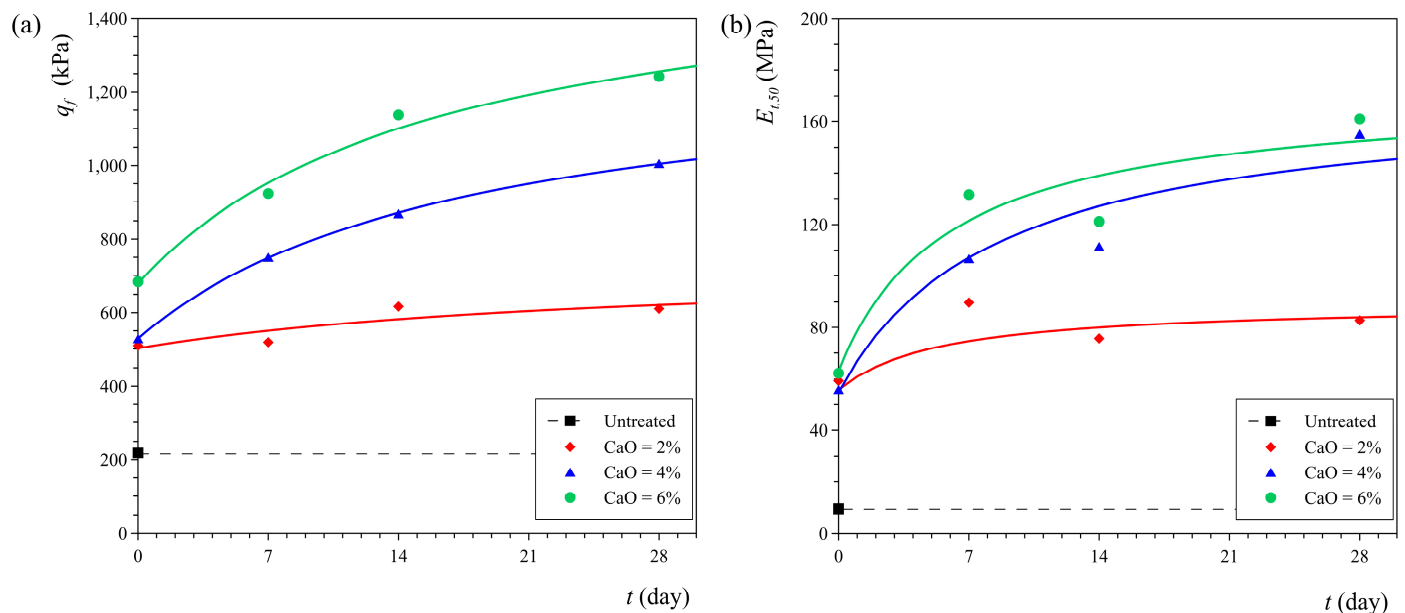 (a)
1,400
1,200
1,000
800
600
400
200
0
q_f (kPa)
0 7 14 21 28
t (day)
Untreated
CaO = 2%
CaO = 4%
CaO = 6%
(b)
200
160
120
80
40
0
E_t,50 (MPa)
0 7 14 21 28
t (day)
Untreated
CaO = 2%
CaO = 4%
CaO = 6%